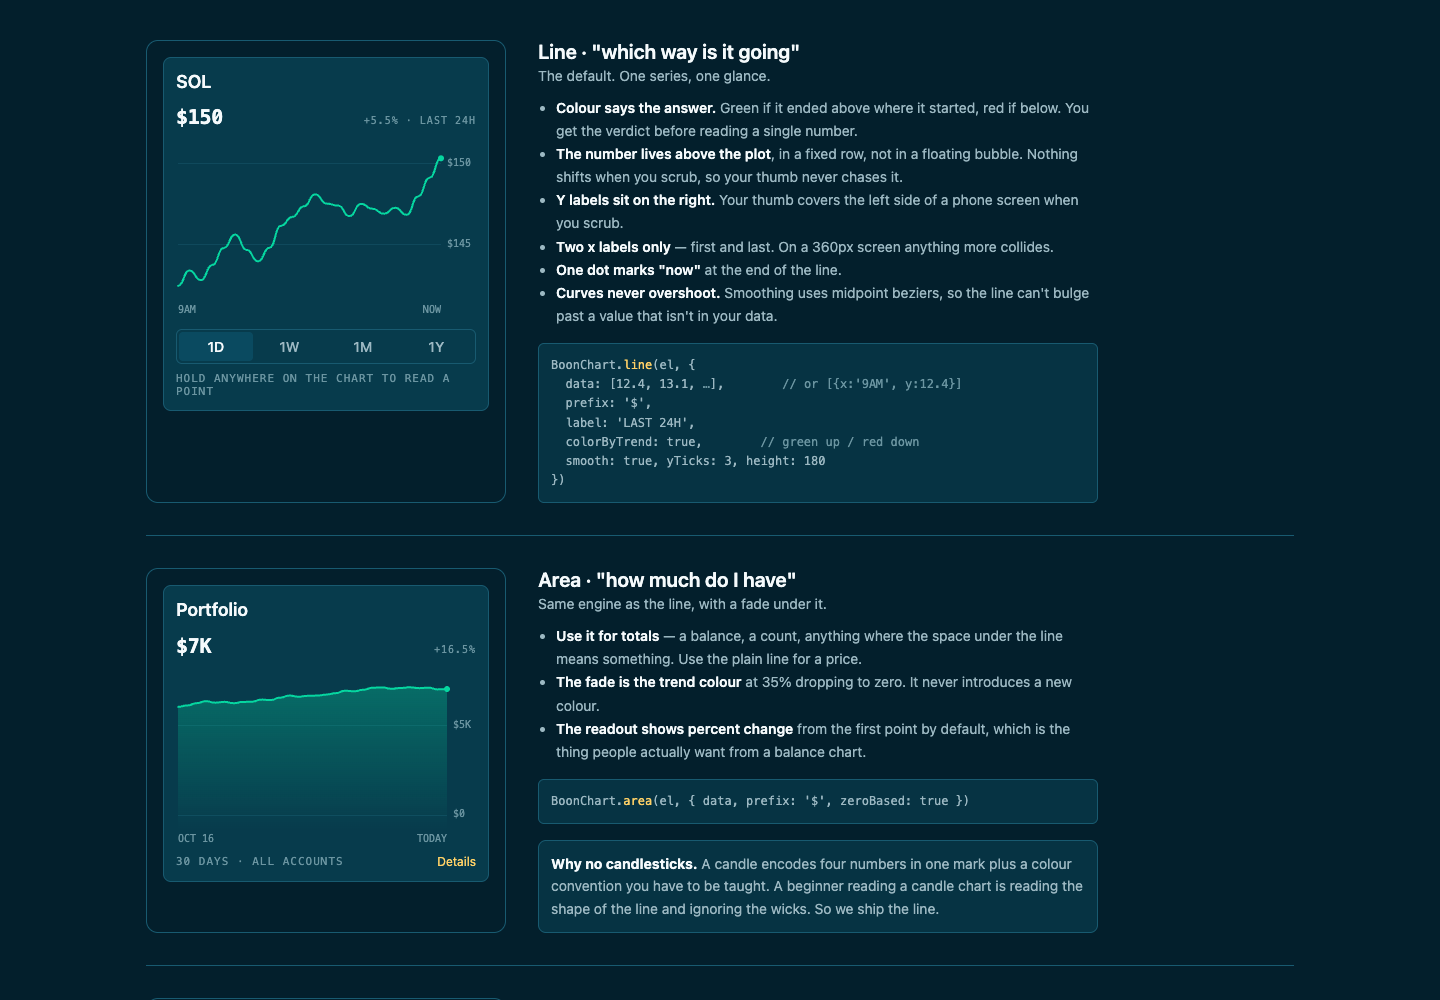 SOL
$150
+5.5% · LAST 24H
$150
$145
9AM
NOW
1D 1W 1M 1Y
HOLD ANYWHERE ON THE CHART TO READ A
POINT
Line · "which way is it going"
The default. One series, one glance.
• Colour says the answer. Green if it ended above where it started, red if below. You
get the verdict before reading a single number.
• The number lives above the plot, in a fixed row, not in a floating bubble. Nothing
shifts when you scrub, so your thumb never chases it.
• Y labels sit on the right. Your thumb covers the left side of a phone screen when
you scrub.
• Two x labels only — first and last. On a 360px screen anything more collides.
• One dot marks "now" at the end of the line.
• Curves never overshoot. Smoothing uses midpoint beziers, so the line can't bulge
past a value that isn't in your data.
BoonChart.line(el, {
  data: [12.4, 13.1, …],        // or [{x:'9AM', y:12.4}]
  prefix: '$',
  label: 'LAST 24H',
  colorByTrend: true,        // green up / red down
  smooth: true, yTicks: 3, height: 180
})
Portfolio
$7K
+16.5%
$5K
$0
OCT 16
TODAY
30 DAYS · ALL ACCOUNTS
Details
Area · "how much do I have"
Same engine as the line, with a fade under it.
• Use it for totals — a balance, a count, anything where the space under the line
means something. Use the plain line for a price.
• The fade is the trend colour at 35% dropping to zero. It never introduces a new
colour.
• The readout shows percent change from the first point by default, which is the
thing people actually want from a balance chart.
BoonChart.area(el, { data, prefix: '$', zeroBased: true })
Why no candlesticks. A candle encodes four numbers in one mark plus a colour
convention you have to be taught. A beginner reading a candle chart is reading the
shape of the line and ignoring the wicks. So we ship the line.